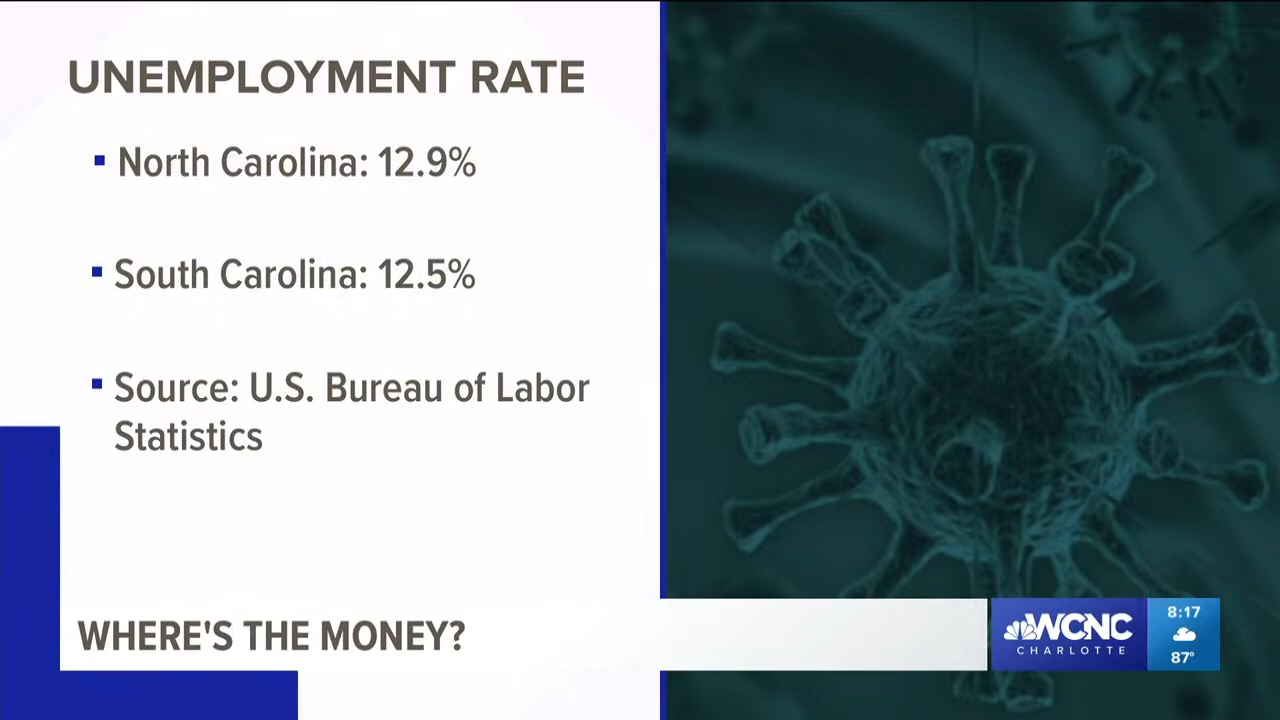 UNEMPLOYMENT RATE
North Carolina: 12.9%
South Carolina: 12.5%
Source: U.S. Bureau of Labor
Statistics
WHERE'S THE MONEY?
WCNC
CHARLOTTE
8:17
87°